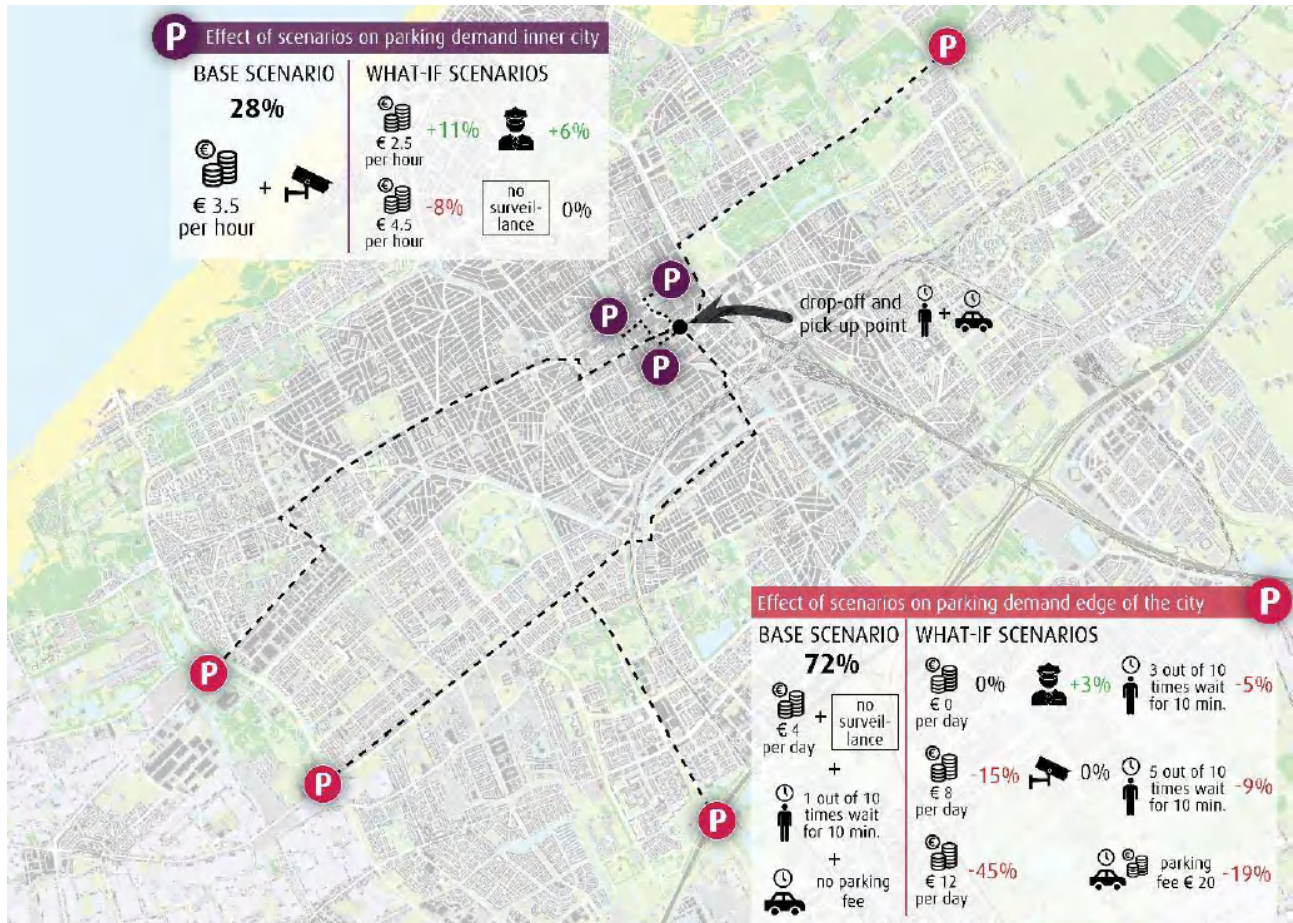 P Effect of scenarios on parking demand inner city
BASE SCENARIO
28%
€
€ 3.5
per hour
+
WHAT-IF SCENARIOS
€
€ 2.5
per hour
+11%
+6%
€
€ 4.5
per hour
-8%
no
surveil-
lance
0%
P
P
P
P
drop-off and
pick-up point
+
P
P
P
Effect of scenarios on parking demand edge of the city P
BASE SCENARIO
72%
€
€ 4
per day
+
no
surveil-
lance
+
1 out of 10
times wait
for 10 min.
+
no parking
fee
WHAT-IF SCENARIOS
€
€ 0
per day
0%
+3%
3 out of 10
times wait
for 10 min.
-5%
€
€ 8
per day
-15%
0%
5 out of 10
times wait
for 10 min.
-9%
€
€ 12
per day
-45%
€
parking
fee € 20
-19%